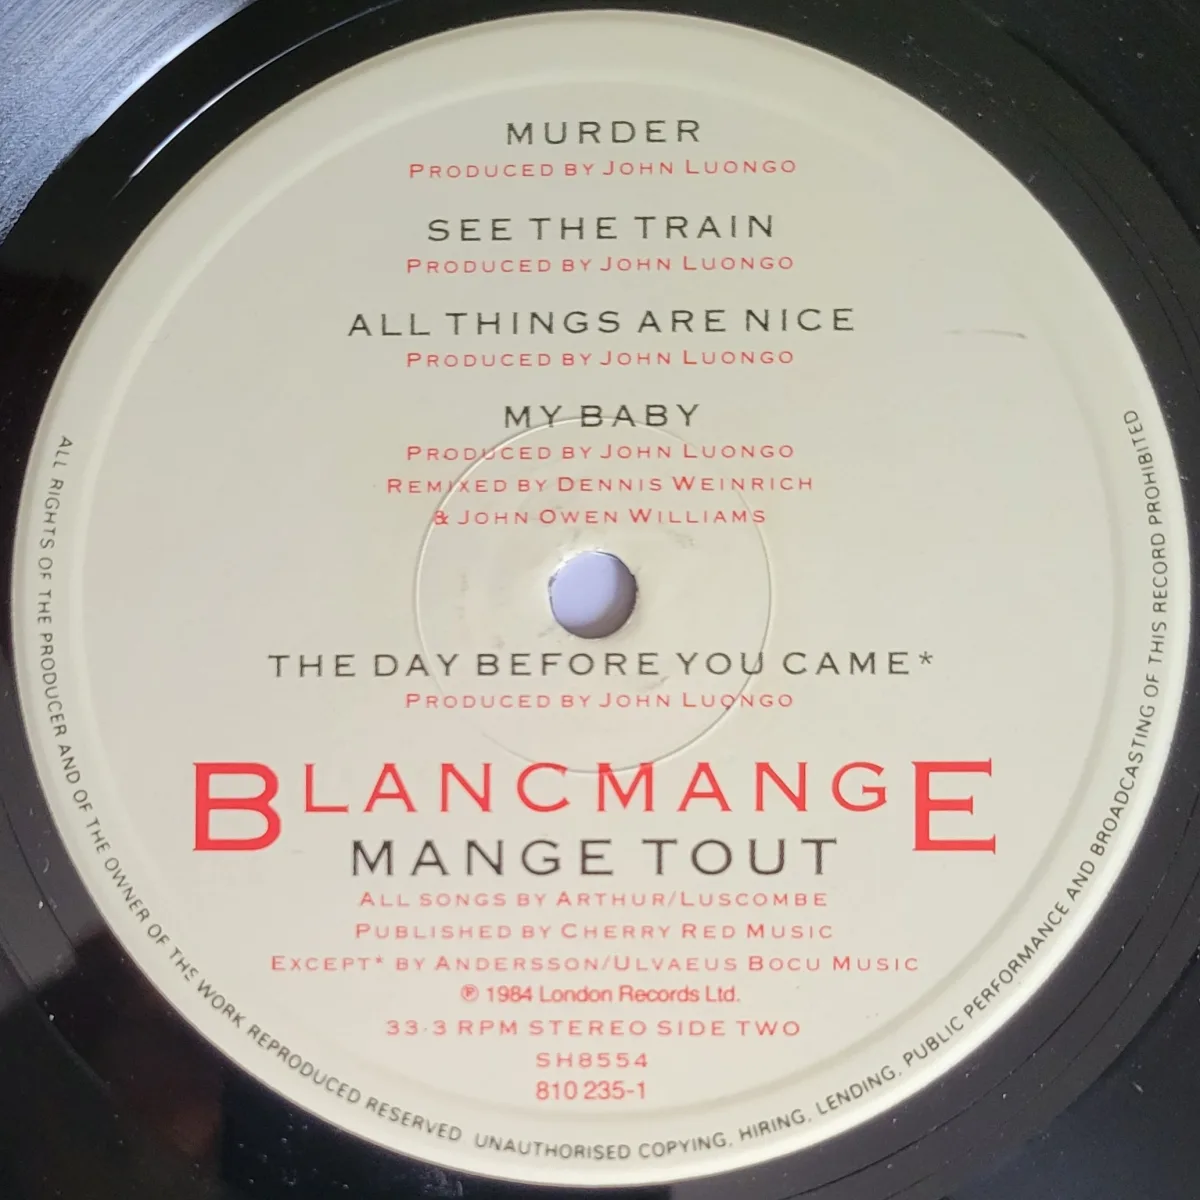 MURDER
PRODUCED BY JOHN LUONGO
SEE THE TRAIN
PRODUCED BY JOHN LUONGO
ALL THINGS ARE NICE
PRODUCED BY JOHN LUONGO
MY BABY
PRODUCED BY JOHN LUONGO
REMIXED BY DENNIS WEINRICH
& JOHN OWEN WILLIAMS
THE DAY BEFORE YOU CAME*
PRODUCED BY JOHN LUONGO
BLANCMANGE
MANGE TOUT
ALL SONGS BY ARTHUR/LUSCOMBE
PUBLISHED BY CHERRY RED MUSIC
EXCEPT* BY ANDERSSON/ULVAEUS BOCU MUSIC
℗ 1984 London Records Ltd.
33·3 RPM STEREO SIDE TWO
SH8554
810 235-1
ALL RIGHTS OF THE PRODUCER AND OF THE OWNER OF THE WORK REPRODUCED RESERVED UNAUTHORISED COPYING, HIRING, LENDING, PUBLIC PERFORMANCE AND BROADCASTING OF THIS RECORD PROHIBITED